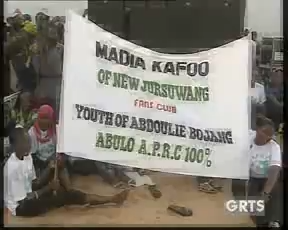 MADIA KAFOO
OF NEW JURSUWANG
FANS CLUB
YOUTH OF ABDOULIE BOJANG
ABULO A.P.R.C 100%
GRTS